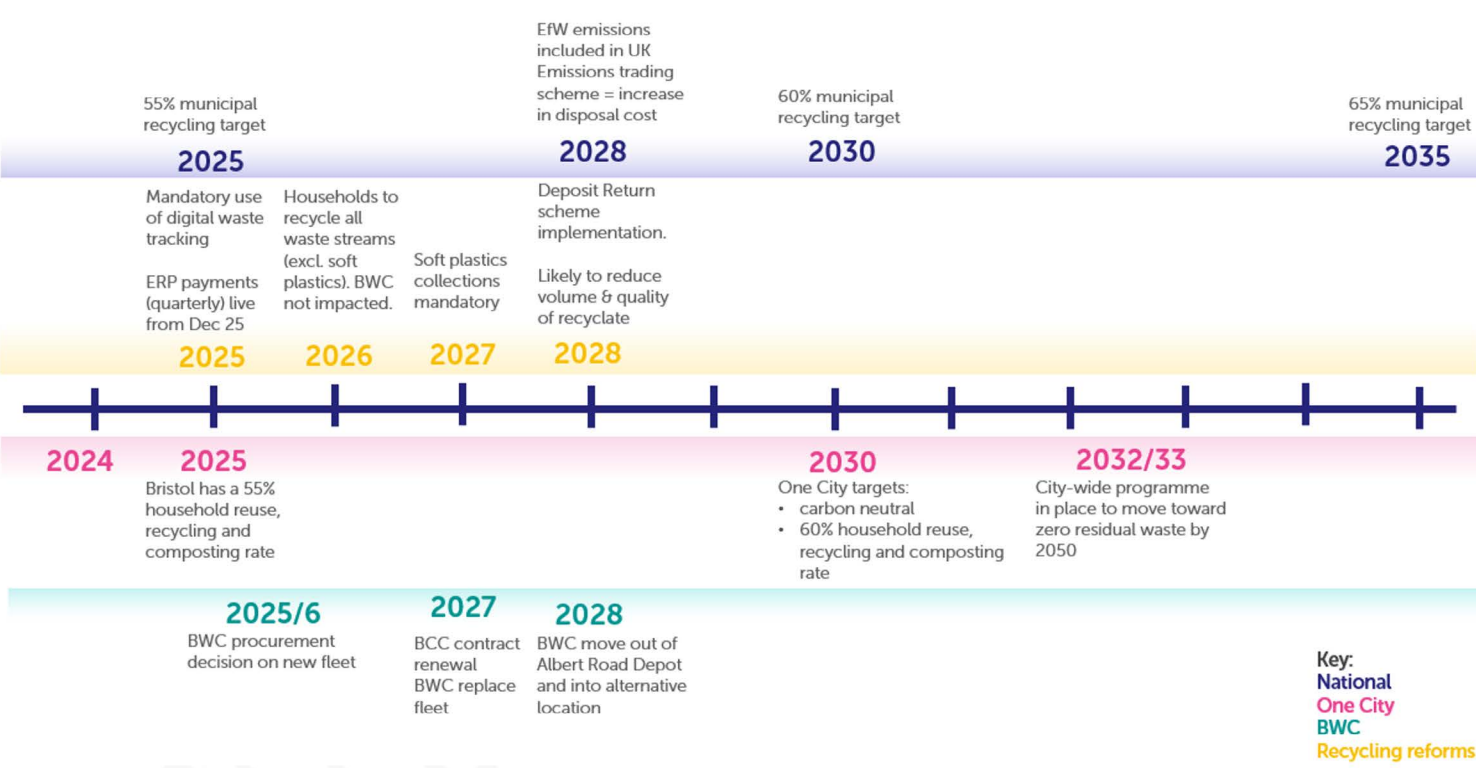 EfW emissions
included in UK
Emissions trading
scheme = increase
in disposal cost
55% municipal
recycling target
60% municipal
recycling target
65% municipal
recycling target
2025
2028
2030
2035
Mandatory use
of digital waste
tracking
ERP payments
(quarterly) live
from Dec 25
Households to
recycle all
waste streams
(excl. soft
plastics). BWC
not impacted.
Soft plastics
collections
mandatory
Deposit Return
scheme
implementation.
Likely to reduce
volume & quality
of recyclate
2025
2026
2027
2028
2024
2025
Bristol has a 55%
household reuse,
recycling and
composting rate
2030
One City targets:
• carbon neutral
• 60% household reuse,
recycling and composting
rate
2032/33
City-wide programme
in place to move toward
zero residual waste by
2050
2025/6
BWC procurement
decision on new fleet
2027
BCC contract
renewal
BWC replace
fleet
2028
BWC move out of
Albert Road Depot
and into alternative
location
Key:
National
One City
BWC
Recycling reforms